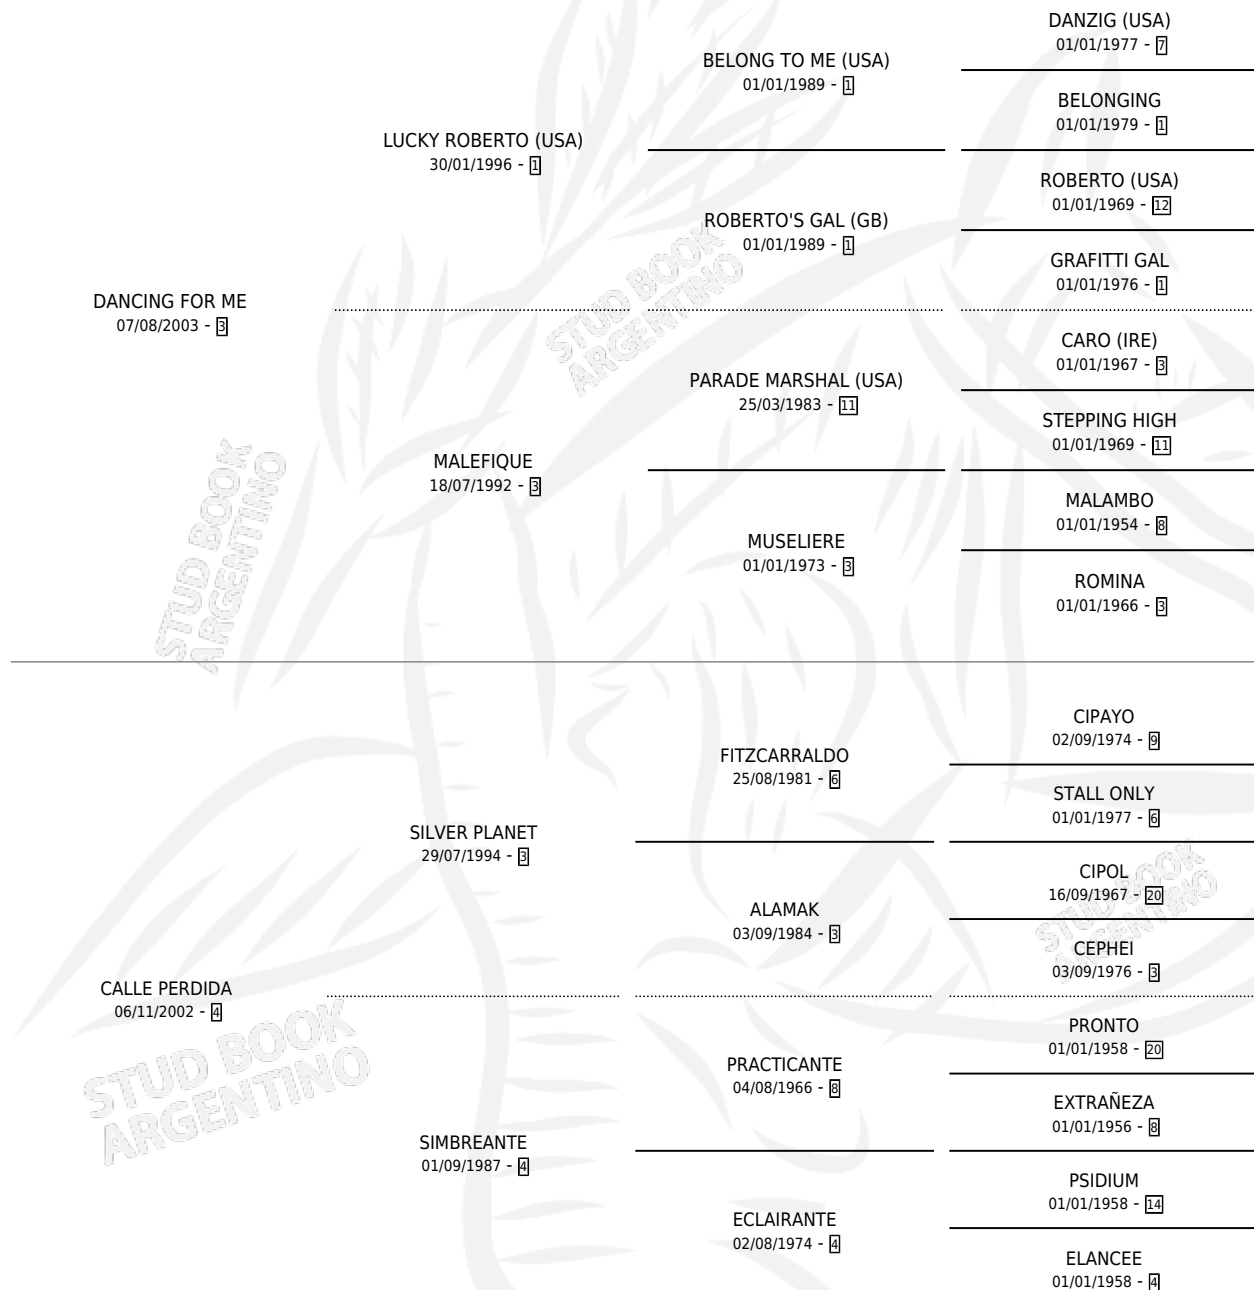 DANCING FOR ME
07/08/2003 - 3
LUCKY ROBERTO (USA)
30/01/1996 - 1
MALEFIQUE
18/07/1992 - 3
BELONG TO ME (USA)
01/01/1989 - 1
ROBERTO'S GAL (GB)
01/01/1989 - 1
PARADE MARSHAL (USA)
25/03/1983 - 11
MUSELIERE
01/01/1973 - 3
DANZIG (USA)
01/01/1977 - 7
BELONGING
01/01/1979 - 1
ROBERTO (USA)
01/01/1969 - 12
GRAFITTI GAL
01/01/1976 - 1
CARO (IRE)
01/01/1967 - 3
STEPPING HIGH
01/01/1969 - 11
MALAMBO
01/01/1954 - 8
ROMINA
01/01/1966 - 3
CALLE PERDIDA
06/11/2002 - 4
SILVER PLANET
29/07/1994 - 3
SIMBREANTE
01/09/1987 - 4
FITZCARRALDO
25/08/1981 - 6
ALAMAK
03/09/1984 - 3
PRACTICANTE
04/08/1966 - 8
ECLAIRANTE
02/08/1974 - 4
CIPAYO
02/09/1974 - 9
STALL ONLY
01/01/1977 - 6
CIPOL
16/09/1967 - 20
CEPHEI
03/09/1976 - 3
PRONTO
01/01/1958 - 20
EXTRAÑEZA
01/01/1956 - 8
PSIDIUM
01/01/1958 - 14
ELANCEE
01/01/1958 - 4
STUD BOOK
ARGENTINO
STUD BOOK
ARGENTINO
STUD BOOK
ARGENTINO
STUD BOOK
ARGENTINO